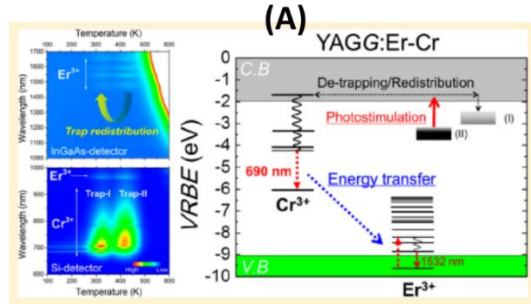 (A)
Temperature (K)
100 200 300 400 500 600
1700
1600
1500
1400
1300
1200
1100
1000
Wavelength (nm)
Er³⁺
Trap redistribution
InGaAs-detector
Wavelength (nm)
900
800
700
600
Er³⁺
Cr³⁺
Trap-I Trap-II
Si-detector
High Low
100 200 300 400 500 600
Temperature (K)
YAGG:Er-Cr
VRBE (eV)
0
-1
-2
-3
-4
-5
-6
-7
-8
-9
-10
C.B
De-trapping/Redistribution
Photostimulation
(I)
(II)
690 nm
Cr³⁺
Energy transfer
V.B
1532 nm
Er³⁺